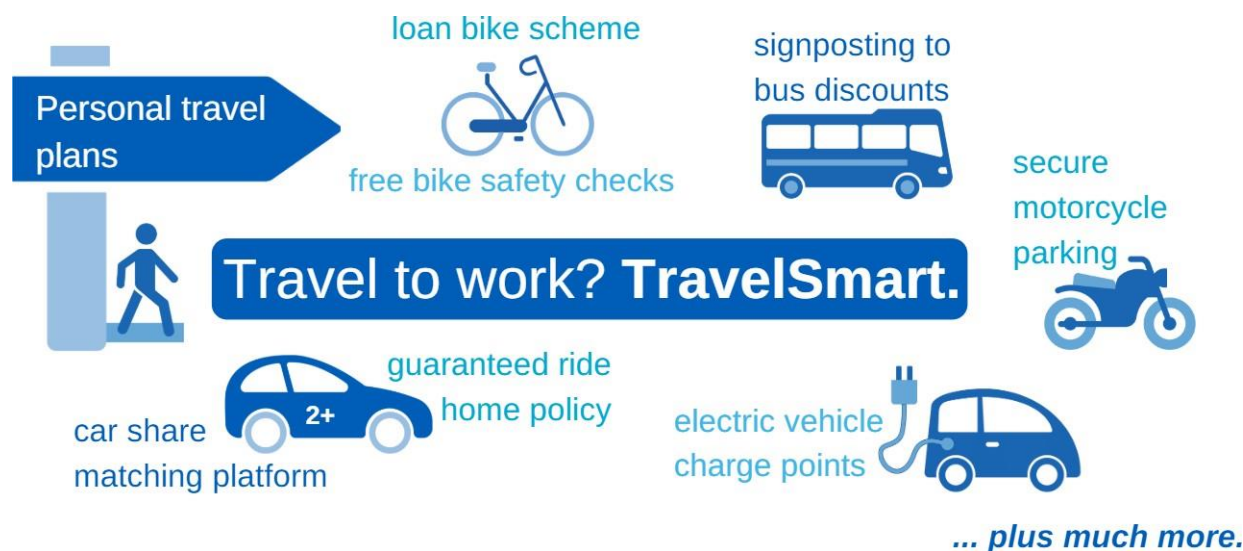 loan bike scheme
signposting to
bus discounts
Personal travel
plans
free bike safety checks
secure
motorcycle
parking
Travel to work? TravelSmart.
guaranteed ride
home policy
2+
car share
matching platform
electric vehicle
charge points
... plus much more.